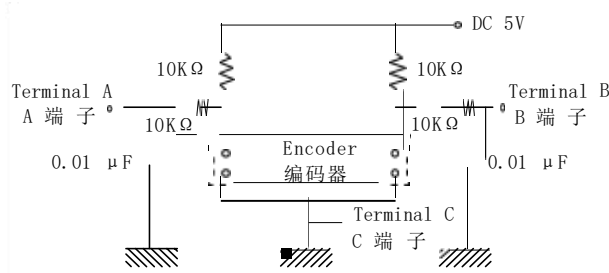 DC 5V
10KΩ
10KΩ
Terminal A
A 端 子
Terminal B
B 端 子
10KΩ
10KΩ
Encoder
编码器
0.01 μF
0.01 μF
Terminal C
C 端 子